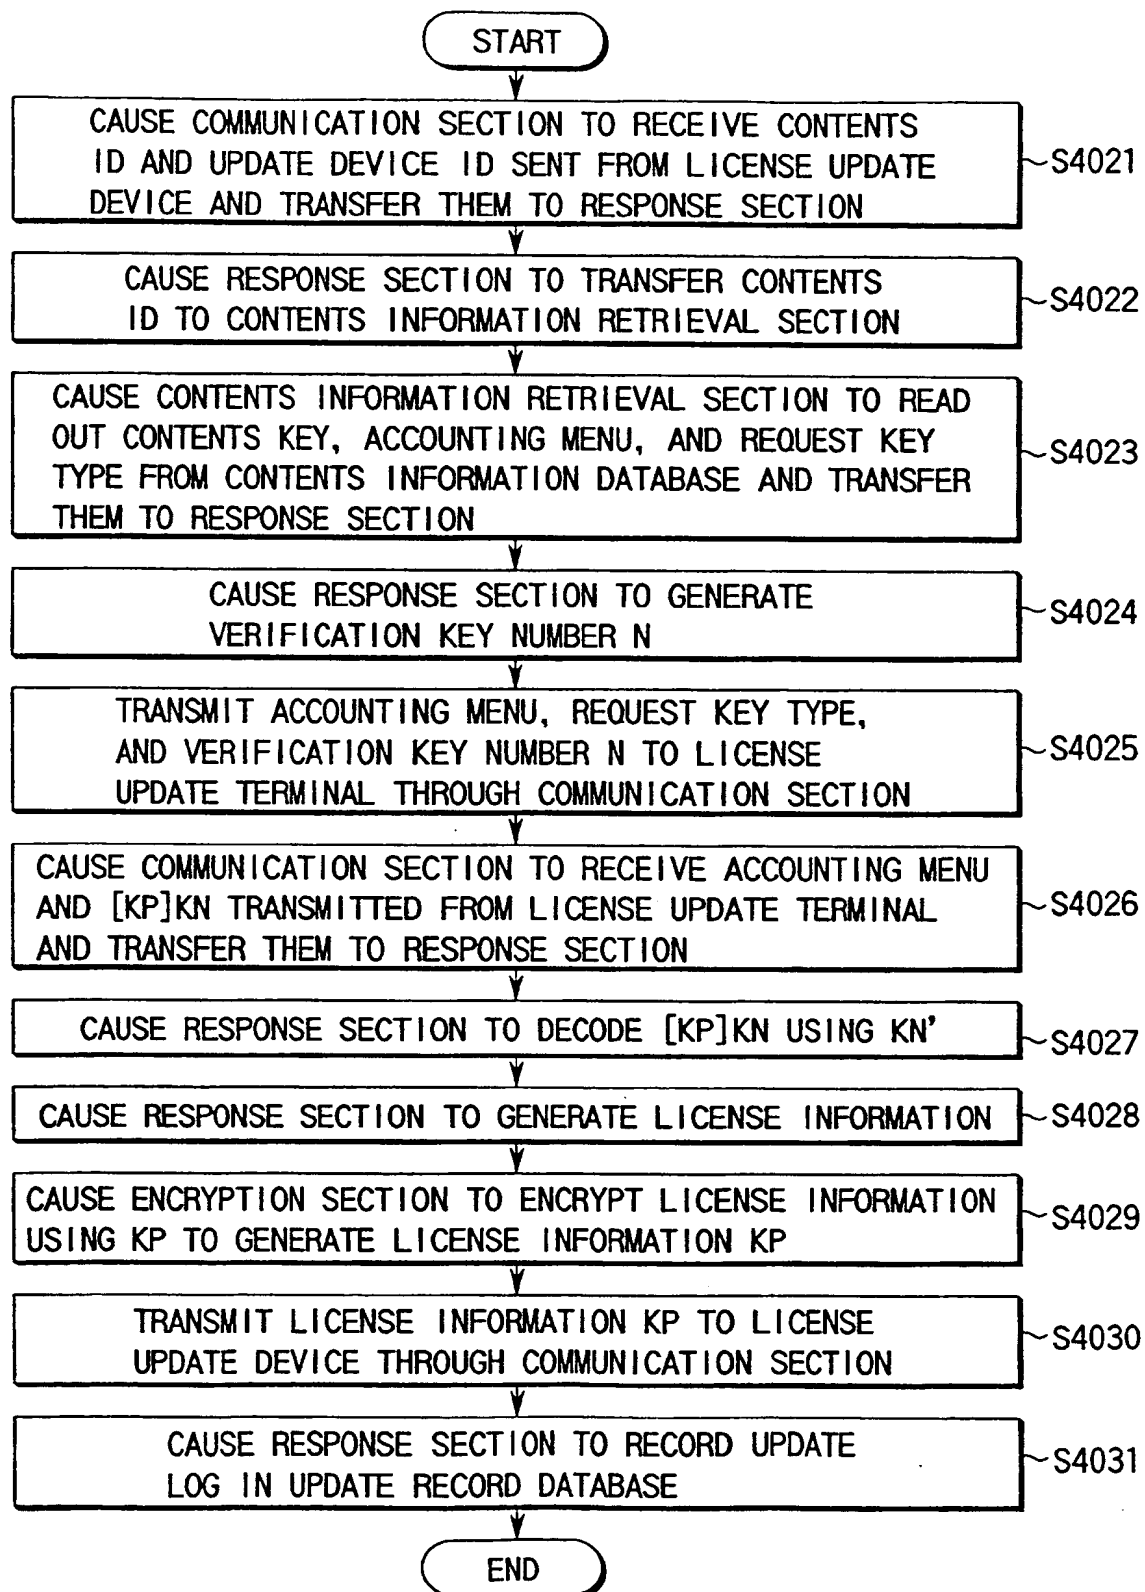 START
CAUSE COMMUNICATION SECTION TO RECEIVE CONTENTS
ID AND UPDATE DEVICE ID SENT FROM LICENSE UPDATE
DEVICE AND TRANSFER THEM TO RESPONSE SECTION
S4021
CAUSE RESPONSE SECTION TO TRANSFER CONTENTS
ID TO CONTENTS INFORMATION RETRIEVAL SECTION
S4022
CAUSE CONTENTS INFORMATION RETRIEVAL SECTION TO READ
OUT CONTENTS KEY, ACCOUNTING MENU, AND REQUEST KEY
TYPE FROM CONTENTS INFORMATION DATABASE AND TRANSFER
THEM TO RESPONSE SECTION
S4023
CAUSE RESPONSE SECTION TO GENERATE
VERIFICATION KEY NUMBER N
S4024
TRANSMIT ACCOUNTING MENU, REQUEST KEY TYPE,
AND VERIFICATION KEY NUMBER N TO LICENSE
UPDATE TERMINAL THROUGH COMMUNICATION SECTION
S4025
CAUSE COMMUNICATION SECTION TO RECEIVE ACCOUNTING MENU
AND [KP]KN TRANSMITTED FROM LICENSE UPDATE TERMINAL
AND TRANSFER THEM TO RESPONSE SECTION
S4026
CAUSE RESPONSE SECTION TO DECODE [KP]KN USING KN'
S4027
CAUSE RESPONSE SECTION TO GENERATE LICENSE INFORMATION
S4028
CAUSE ENCRYPTION SECTION TO ENCRYPT LICENSE INFORMATION
USING KP TO GENERATE LICENSE INFORMATION KP
S4029
TRANSMIT LICENSE INFORMATION KP TO LICENSE
UPDATE DEVICE THROUGH COMMUNICATION SECTION
S4030
CAUSE RESPONSE SECTION TO RECORD UPDATE
LOG IN UPDATE RECORD DATABASE
S4031
END